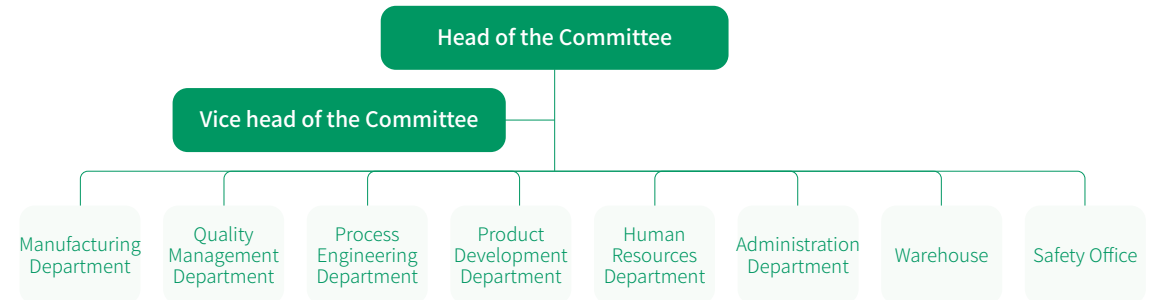 Head of the Committee
Vice head of the Committee
Manufacturing
Department
Quality
Management
Department
Process
Engineering
Department
Product
Development
Department
Human
Resources
Department
Administration
Department
Warehouse
Safety Office